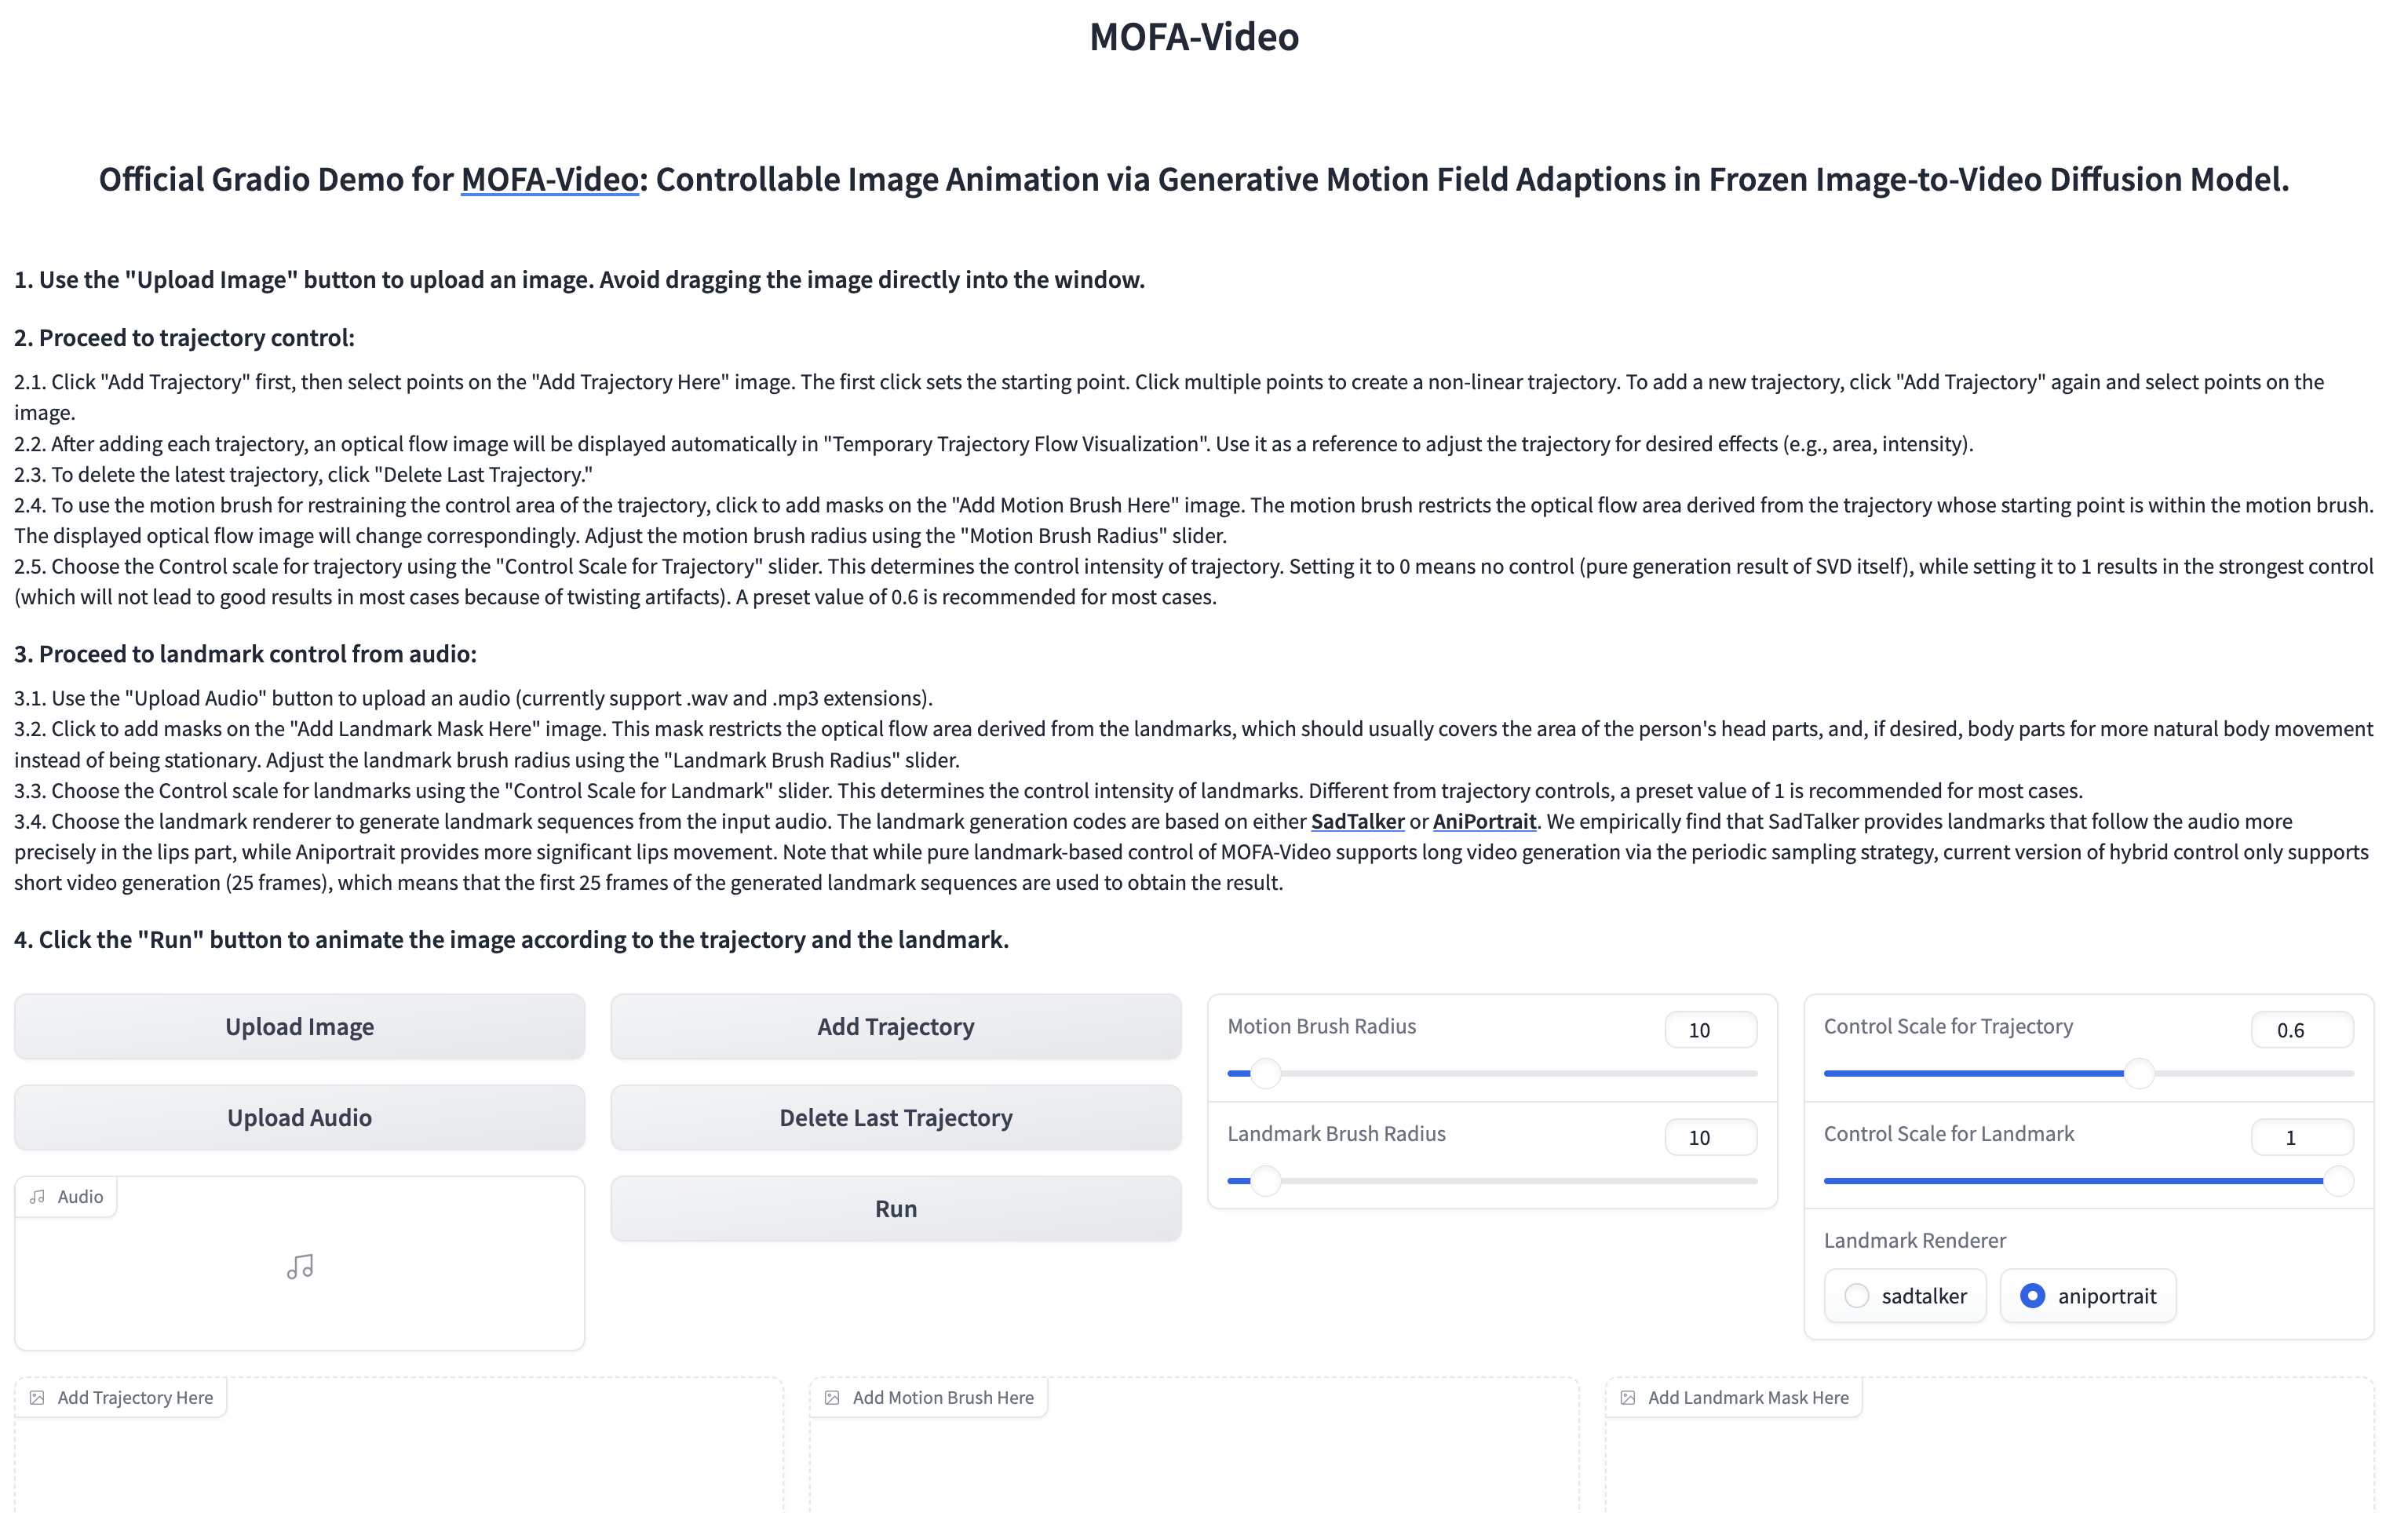 MOFA-Video
Official Gradio Demo for MOFA-Video: Controllable Image Animation via Generative Motion Field Adaptions in Frozen Image-to-Video Diffusion Model.
1. Use the "Upload Image" button to upload an image. Avoid dragging the image directly into the window.
2. Proceed to trajectory control:
2.1. Click "Add Trajectory" first, then select points on the "Add Trajectory Here" image. The first click sets the starting point. Click multiple points to create a non-linear trajectory. To add a new trajectory, click "Add Trajectory" again and select points on the
image.
2.2. After adding each trajectory, an optical flow image will be displayed automatically in "Temporary Trajectory Flow Visualization". Use it as a reference to adjust the trajectory for desired effects (e.g., area, intensity).
2.3. To delete the latest trajectory, click "Delete Last Trajectory."
2.4. To use the motion brush for restraining the control area of the trajectory, click to add masks on the "Add Motion Brush Here" image. The motion brush restricts the optical flow area derived from the trajectory whose starting point is within the motion brush.
The displayed optical flow image will change correspondingly. Adjust the motion brush radius using the "Motion Brush Radius" slider.
2.5. Choose the Control scale for trajectory using the "Control Scale for Trajectory" slider. This determines the control intensity of trajectory. Setting it to 0 means no control (pure generation result of SVD itself), while setting it to 1 results in the strongest control
(which will not lead to good results in most cases because of twisting artifacts). A preset value of 0.6 is recommended for most cases.
3. Proceed to landmark control from audio:
3.1. Use the "Upload Audio" button to upload an audio (currently support .wav and .mp3 extensions).
3.2. Click to add masks on the "Add Landmark Mask Here" image. This mask restricts the optical flow area derived from the landmarks, which should usually covers the area of the person's head parts, and, if desired, body parts for more natural body movement
instead of being stationary. Adjust the landmark brush radius using the "Landmark Brush Radius" slider.
3.3. Choose the Control scale for landmarks using the "Control Scale for Landmark" slider. This determines the control intensity of landmarks. Different from trajectory controls, a preset value of 1 is recommended for most cases.
3.4. Choose the landmark renderer to generate landmark sequences from the input audio. The landmark generation codes are based on either SadTalker or AniPortrait. We empirically find that SadTalker provides landmarks that follow the audio more
precisely in the lips part, while Aniportrait provides more significant lips movement. Note that while pure landmark-based control of MOFA-Video supports long video generation via the periodic sampling strategy, current version of hybrid control only supports
short video generation (25 frames), which means that the first 25 frames of the generated landmark sequences are used to obtain the result.
4. Click the "Run" button to animate the image according to the trajectory and the landmark.
Upload Image
Upload Audio
Audio
Add Trajectory
Delete Last Trajectory
Run
Motion Brush Radius 10
Landmark Brush Radius 10
Control Scale for Trajectory 0.6
Control Scale for Landmark 1
Landmark Renderer
sadtalker aniportrait
Add Trajectory Here
Add Motion Brush Here
Add Landmark Mask Here